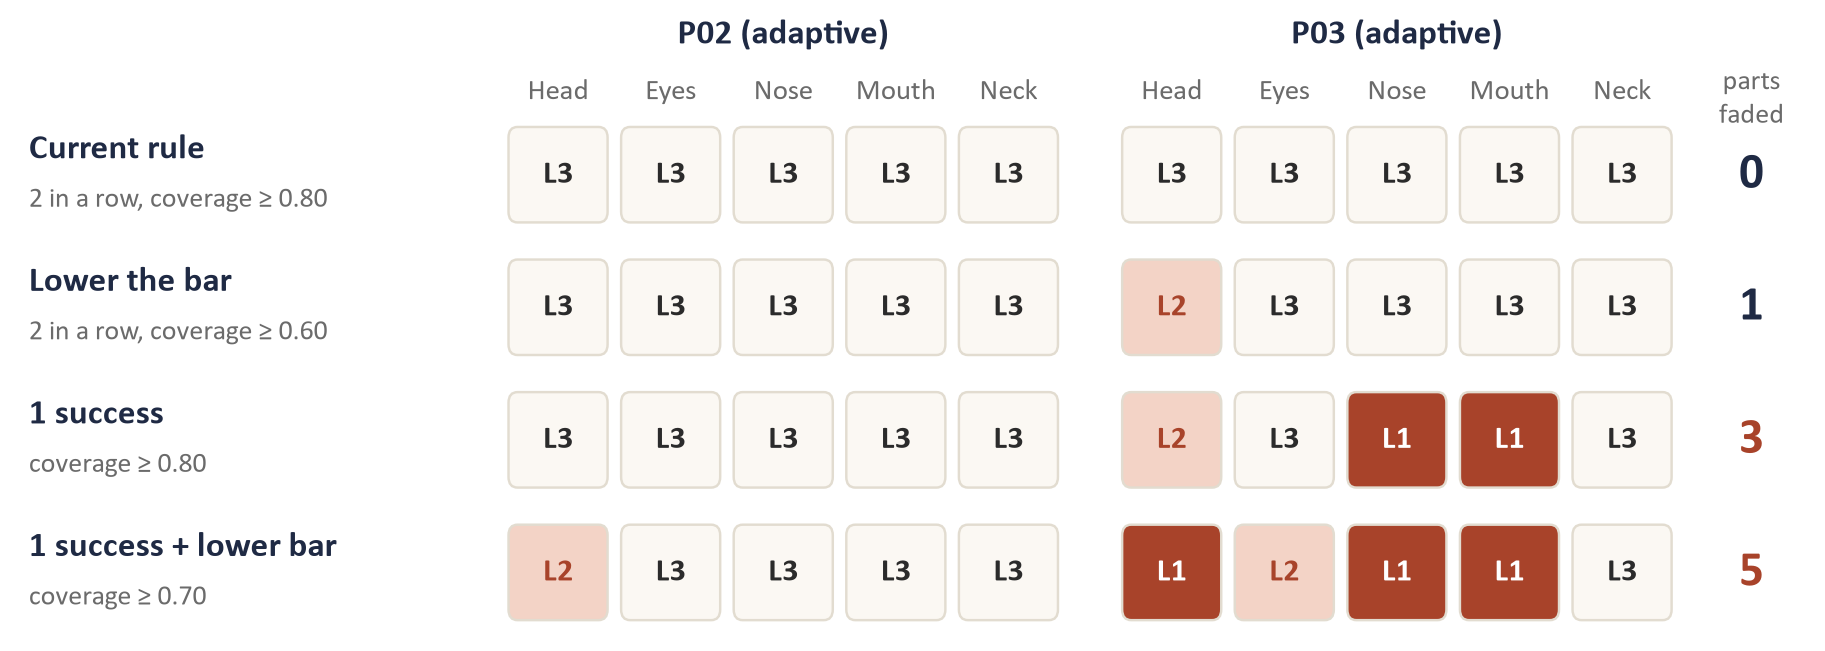 P02 (adaptive) P03 (adaptive)
Head Eyes Nose Mouth Neck Head Eyes Nose Mouth Neck parts
faded
Current rule
2 in a row, coverage ≥ 0.80
L3 L3 L3 L3 L3 L3 L3 L3 L3 L3 0
Lower the bar
2 in a row, coverage ≥ 0.60
L3 L3 L3 L3 L3 L2 L3 L3 L3 L3 1
1 success
coverage ≥ 0.80
L3 L3 L3 L3 L3 L2 L3 L1 L1 L3 3
1 success + lower bar
coverage ≥ 0.70
L2 L3 L3 L3 L3 L1 L2 L1 L1 L3 5